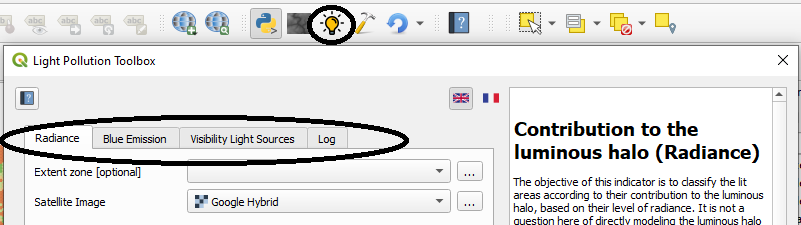 Light Pollution Toolbox
Radiance
Blue Emission
Visibility Light Sources
Log
Extent zone [optional]
...
Satellite Image
Google Hybrid
...
Contribution to the
luminous halo (Radiance)
The objective of this indicator is to classify the lit
areas according to their contribution to the luminous
halo, based on their level of radiance. It is not a
question here of directly modeling the luminous halo